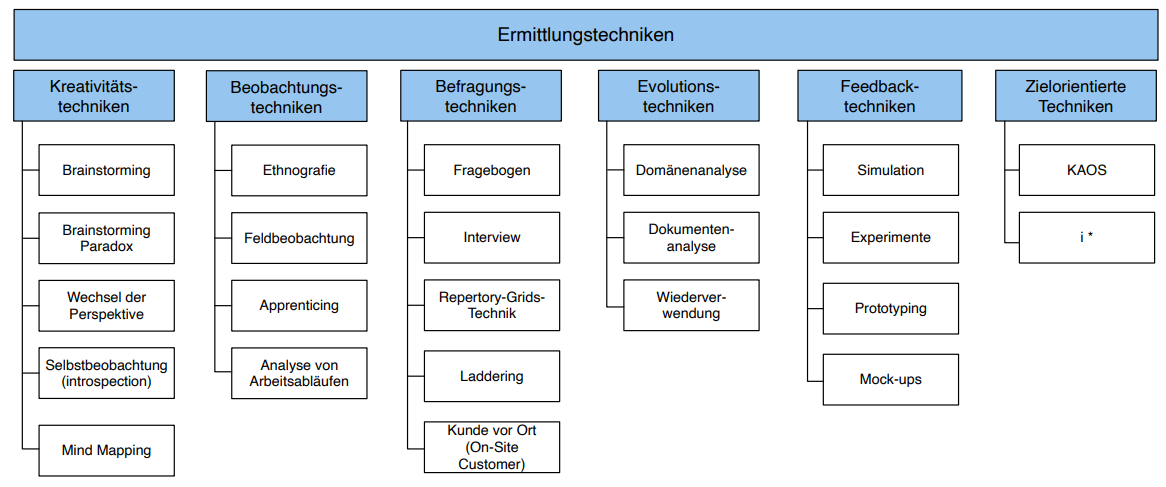 Ermittlungstechniken
Kreativitäts-
techniken
Brainstorming
Brainstorming
Paradox
Wechsel der
Perspektive
Selbstbeobachtung
(introspection)
Mind Mapping
Beobachtungs-
techniken
Ethnografie
Feldbeobachtung
Apprenticing
Analyse von
Arbeitsabläufen
Befragungs-
techniken
Fragebogen
Interview
Repertory-Grids-
Technik
Laddering
Kunde vor Ort
(On-Site
Customer)
Evolutions-
techniken
Domänenanalyse
Dokumenten-
analyse
Wiederver-
wendung
Feedback-
techniken
Simulation
Experimente
Prototyping
Mock-ups
Zielorientierte
Techniken
KAOS
i *